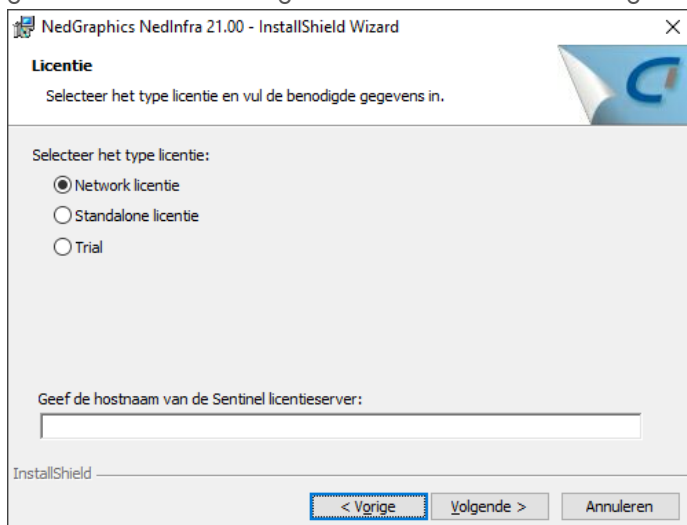 NedGraphics NedInfra 21.00 - InstallShield Wizard
Licentie
Selecteer het type licentie en vul de benodigde gegevens in.
Selecteer het type licentie:
Network licentie
Standalone licentie
Trial
Geef de hostnaam van de Sentinel licentieserver:
InstallShield
< Vorige Volgende > Annuleren